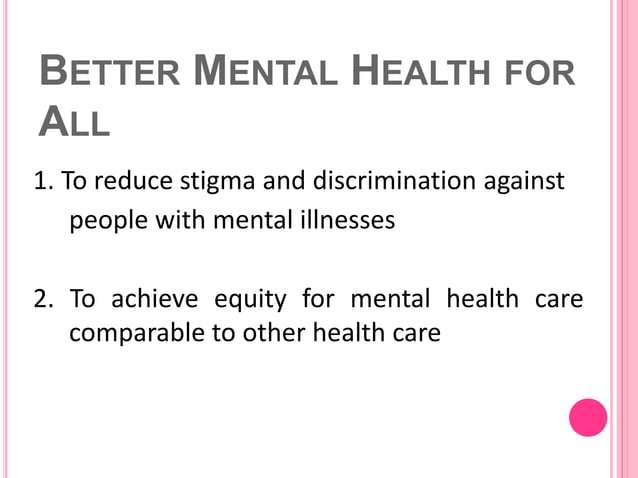 BETTER MENTAL HEALTH FOR
ALL
1. To reduce stigma and discrimination against
people with mental illnesses
2. To achieve equity for mental health care
comparable to other health care